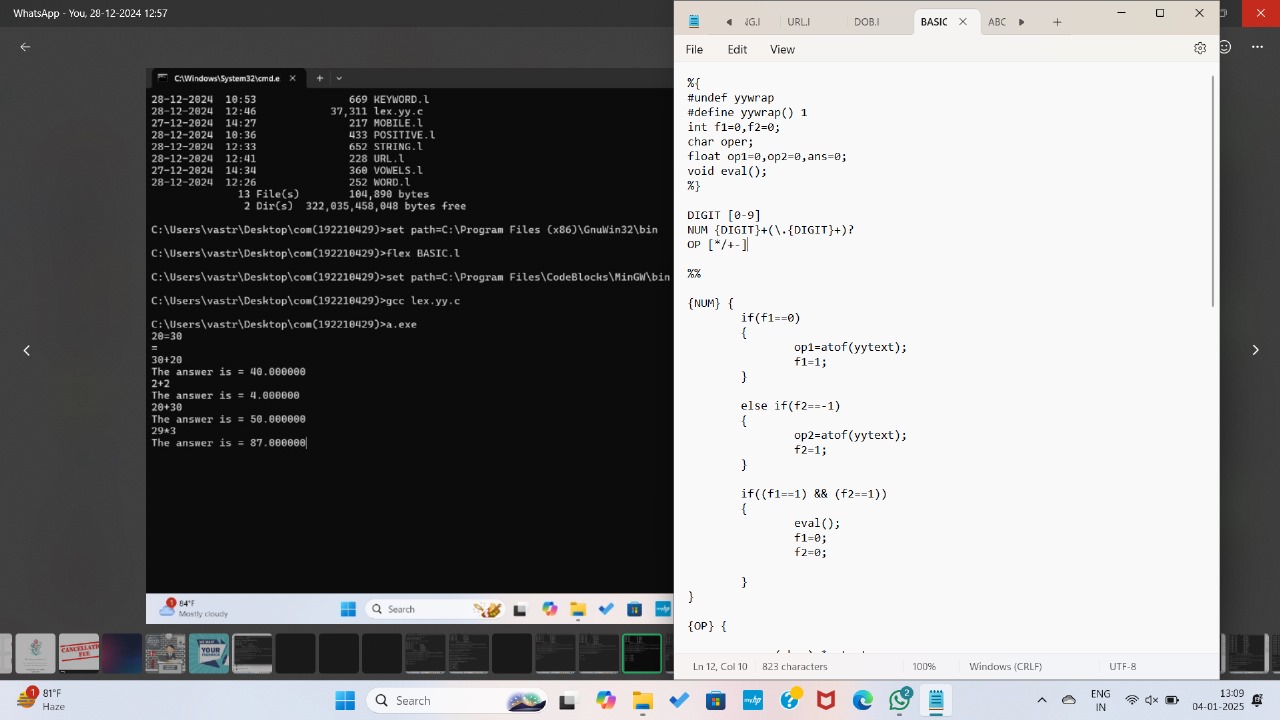 WhatsApp - You, 28-12-2024 12:57
C:\Windows\System32\cmd.e
28-12-2024 10:53 669 KEYWORD.l
28-12-2024 12:46 37,311 lex.yy.c
27-12-2024 14:27 217 MOBILE.l
28-12-2024 10:36 433 POSITIVE.l
28-12-2024 12:33 652 STRING.l
28-12-2024 12:41 228 URL.l
27-12-2024 14:34 360 VOWELS.l
28-12-2024 12:26 252 WORD.l
13 File(s) 104,890 bytes
2 Dir(s) 322,035,458,048 bytes free
C:\Users\vastr\Desktop\com(192210429)>set path=C:\Program Files (x86)\GnuWin32\bin
C:\Users\vastr\Desktop\com(192210429)>flex BASIC.l
C:\Users\vastr\Desktop\com(192210429)>set path=C:\Program Files\CodeBlocks\MinGW\bin
C:\Users\vastr\Desktop\com(192210429)>gcc lex.yy.c
C:\Users\vastr\Desktop\com(192210429)>a.exe
20=30
=
30+20
The answer is = 40.000000
2+2
The answer is = 4.000000
20+30
The answer is = 50.000000
29*3
The answer is = 87.000000
1
84°F
Mostly cloudy
Search
CANCELLATION FEE
WE WANT YOUR FEEDBACK
NG.l URL.l DOB.l BASIC ABC
File Edit View
%{
#undef yywrap
#define yywrap() 1
int f1=0,f2=0;
char oper;
float op1=0,op2=0,ans=0;
void eval();
%}
DIGIT [0-9]
NUM {DIGIT}+(\.{DIGIT}+)?
OP [*/+-]
%%
{NUM} {
if(f1==0)
{
op1=atof(yytext);
f1=1;
}
else if(f2==-1)
{
op2=atof(yytext);
f2=1;
}
if((f1==1) && (f2==1))
{
eval();
f1=0;
f2=0;
}
}
{OP} {
Ln 12, Col 10 823 characters 100% Windows (CRLF) UTF-8
1
81°F
Haze
Search
2
ENG
IN
13:09
04-01-2025